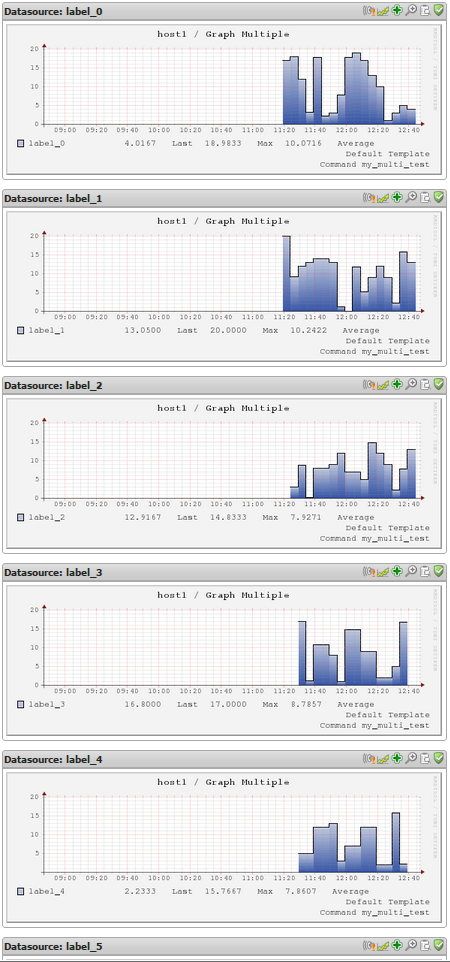 Datasource: label_0
host1 / Graph Multiple
20
15
10
5
0
09:00 09:20 09:40 10:00 10:20 10:40 11:00 11:20 11:40 12:00 12:20 12:40
label_0 4.0167 Last 18.9833 Max 10.0716 Average
Default Template
Command my_multi_test
Datasource: label_1
host1 / Graph Multiple
20
15
10
5
0
09:00 09:20 09:40 10:00 10:20 10:40 11:00 11:20 11:40 12:00 12:20 12:40
label_1 13.0500 Last 20.0000 Max 10.2422 Average
Default Template
Command my_multi_test
Datasource: label_2
host1 / Graph Multiple
20
15
10
5
0
09:00 09:20 09:40 10:00 10:20 10:40 11:00 11:20 11:40 12:00 12:20 12:40
label_2 12.9167 Last 14.8333 Max 7.9271 Average
Default Template
Command my_multi_test
Datasource: label_3
host1 / Graph Multiple
20
15
10
5
0
09:00 09:20 09:40 10:00 10:20 10:40 11:00 11:20 11:40 12:00 12:20 12:40
label_3 16.8000 Last 17.0000 Max 8.7857 Average
Default Template
Command my_multi_test
Datasource: label_4
host1 / Graph Multiple
20
15
10
5
09:00 09:20 09:40 10:00 10:20 10:40 11:00 11:20 11:40 12:00 12:20 12:40
label_4 2.2333 Last 15.7667 Max 7.8607 Average
Default Template
Command my_multi_test
Datasource: label_5